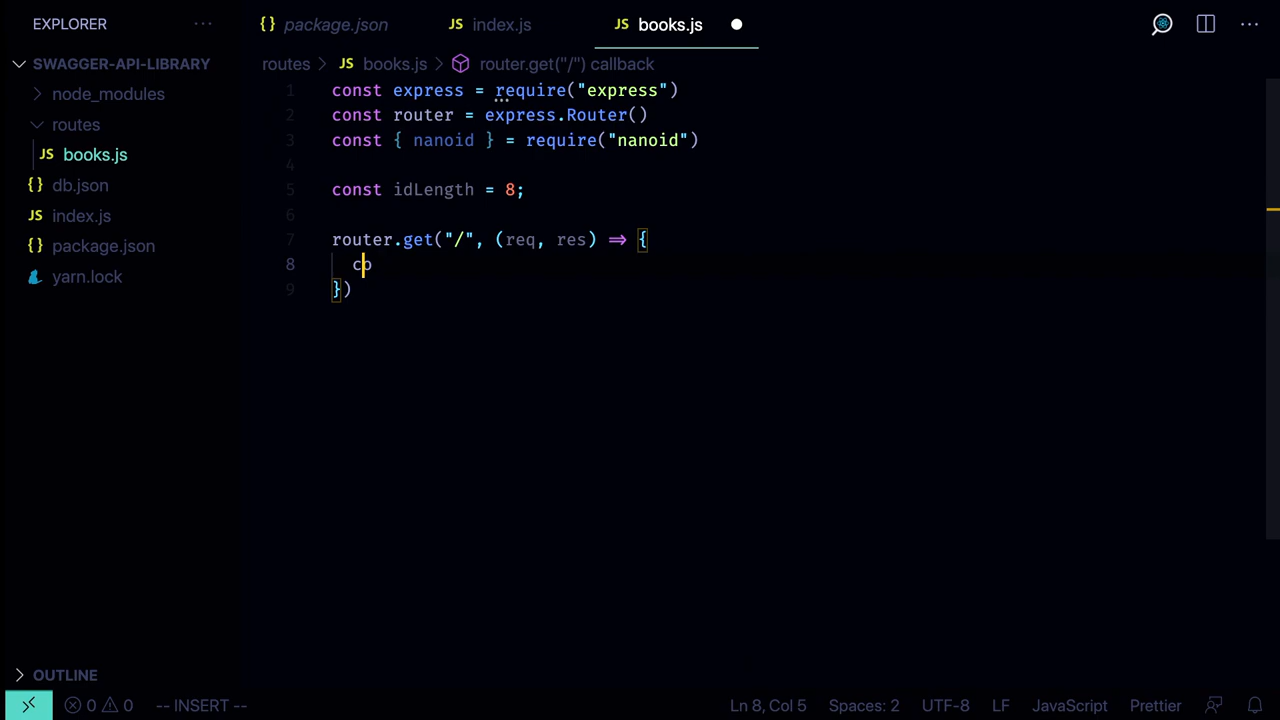 EXPLORER
{} package.json JS index.js JS books.js
SWAGGER-API-LIBRARY
node_modules
routes
JS books.js
{} db.json
JS index.js
{} package.json
yarn.lock
routes > JS books.js > router.get("/") callback
1 const express = require("express")
2 const router = express.Router()
3 const { nanoid } = require("nanoid")
4
5 const idLength = 8;
6
7 router.get("/", (req, res) => {
8 co
9 })
OUTLINE
0 0 -- INSERT -- Ln 8, Col 5 Spaces: 2 UTF-8 LF JavaScript Prettier